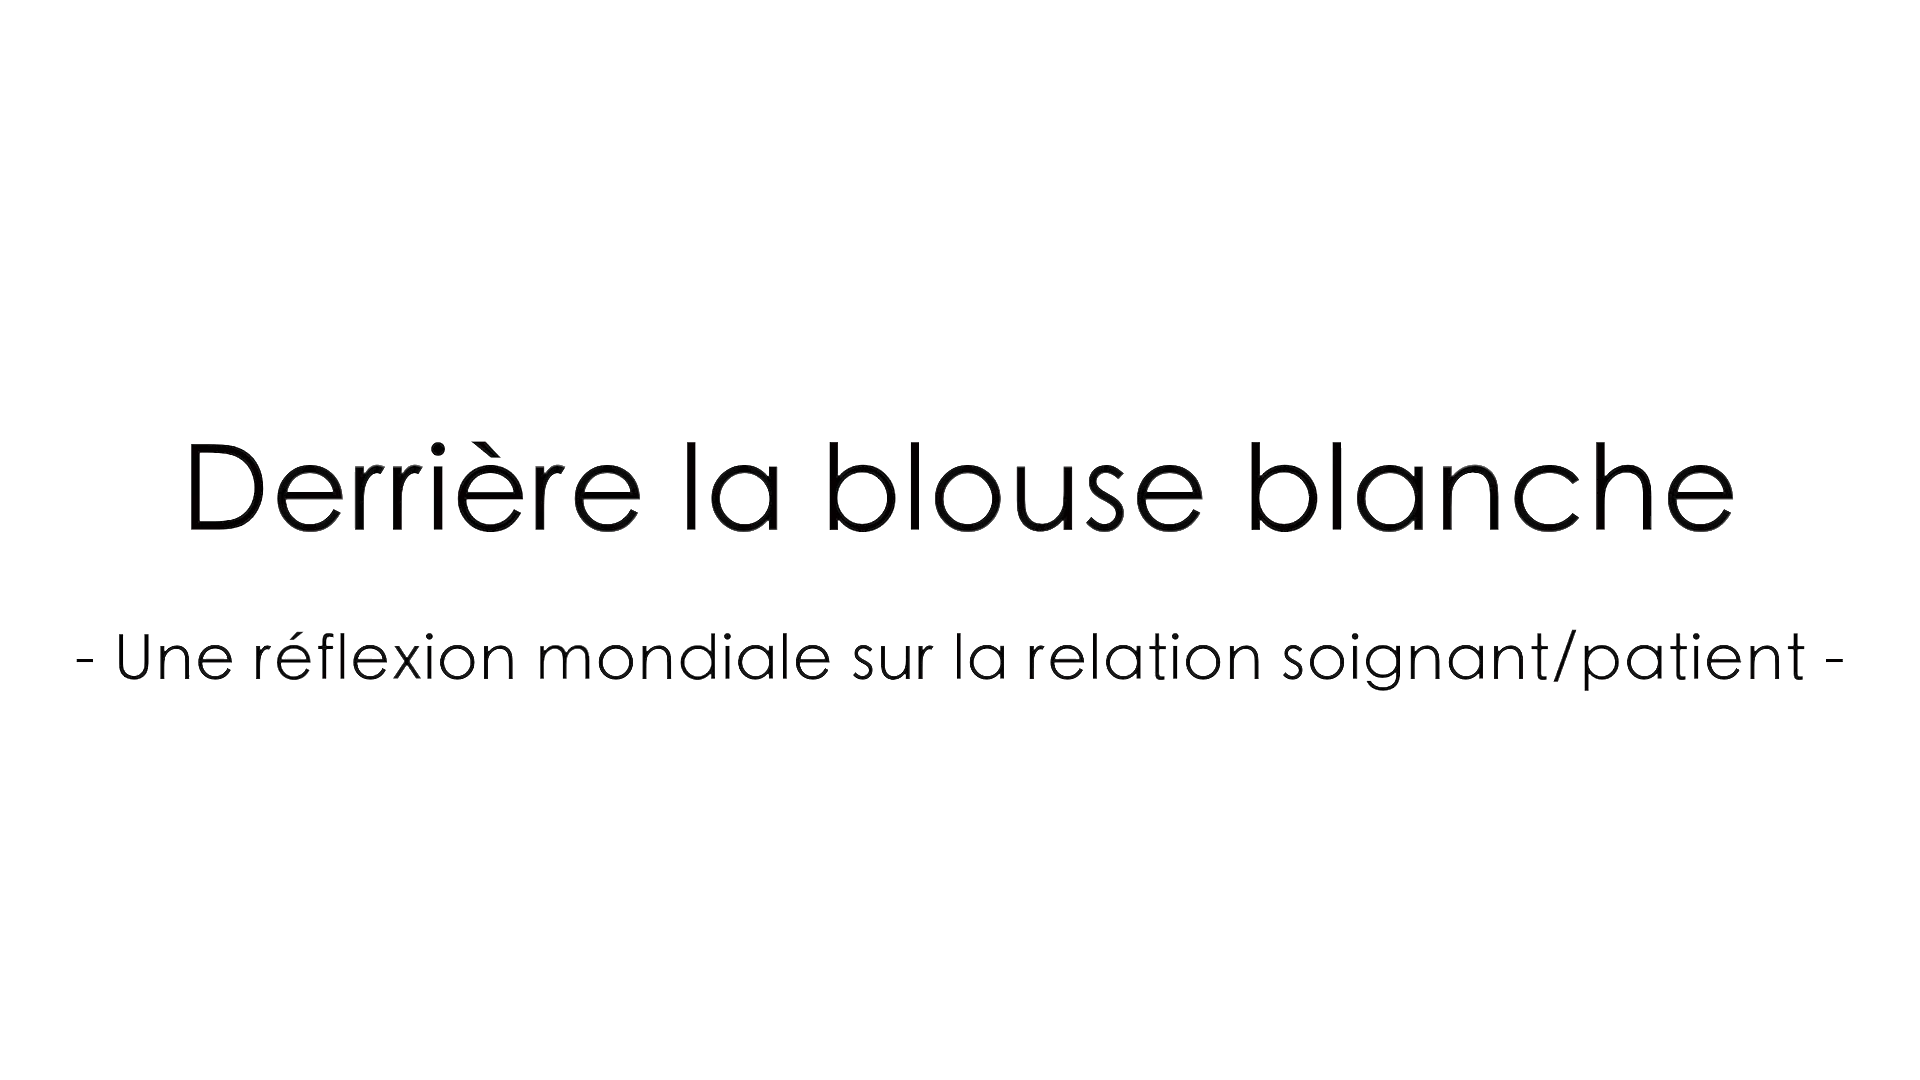 Derrière la blouse blanche
- Une réflexion mondiale sur la relation soignant/patient -